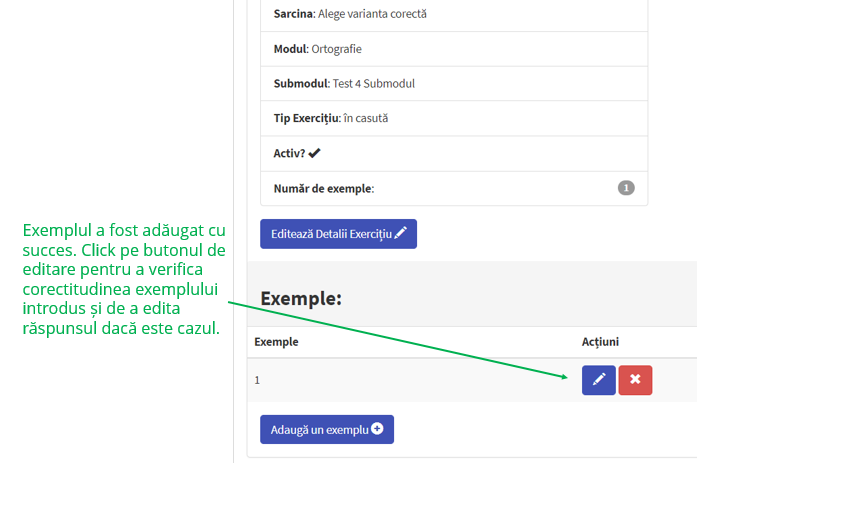 Sarcina: Alege varianta corectă
Modul: Ortografie
Submodul: Test 4 Submodul
Tip Exercițiu: în casută
Activ?
Număr de exemple: 1
Editează Detalii Exercițiu
Exemplul a fost adăugat cu
succes. Click pe butonul de
editare pentru a verifica
corectitudinea exemplului
introdus și de a edita
răspunsul dacă este cazul.
Exemple:
Exemple Acțiuni
1
Adaugă un exemplu